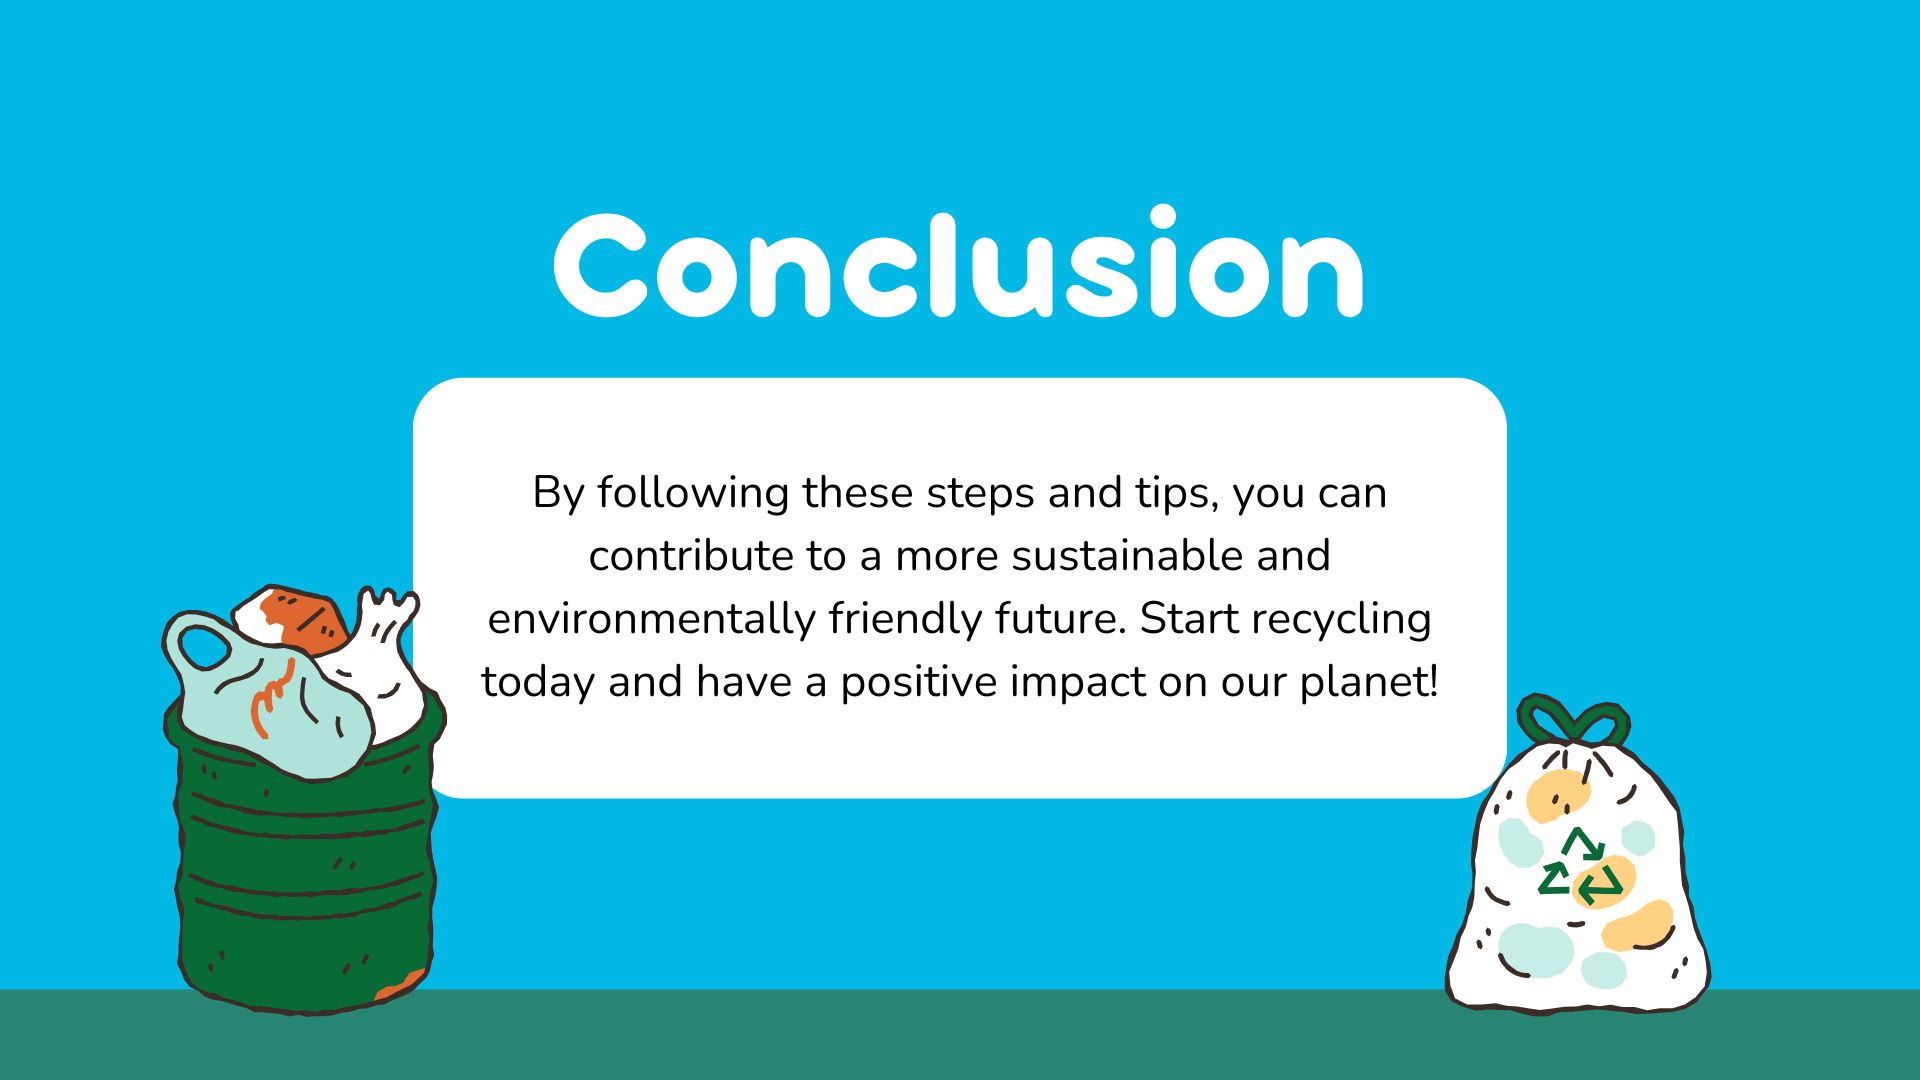 Conclusion
By following these steps and tips, you can
contribute to a more sustainable and
environmentally friendly future. Start recycling
today and have a positive impact on our planet!